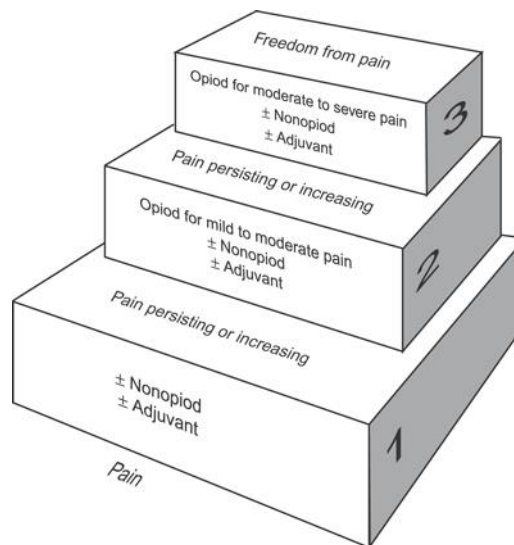 Freedom from pain
Opiod for moderate to severe pain
± Nonopiod
± Adjuvant
3
Pain persisting or increasing
Opiod for mild to moderate pain
± Nonopiod
± Adjuvant
2
Pain persisting or increasing
± Nonopiod
± Adjuvant
1
Pain